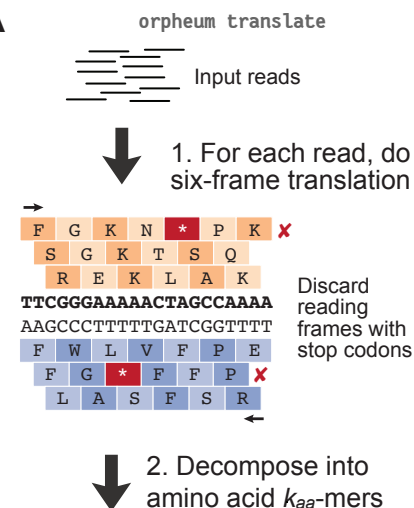 A
orpheum translate
Input reads
1. For each read, do
six-frame translation
F G K N * P K ✘
S G K T S Q
R E K L A K
TTCGGGAAAAACTAGCCAAAA
AAGCCCTTTTTGATCGGTTTT
F W L V F P E
F G * F F P ✘
L A S F S R
Discard
reading
frames with
stop codons
2. Decompose into
amino acid kaa-mers